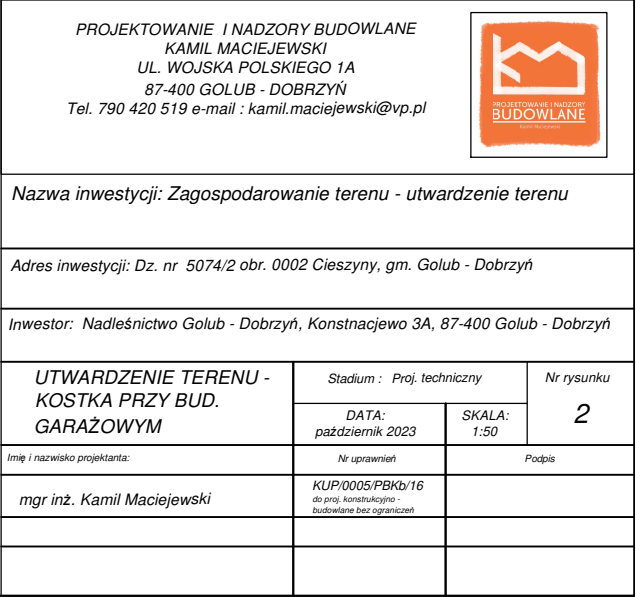 PROJEKTOWANIE I NADZORY BUDOWLANE
KAMIL MACIEJEWSKI
UL. WOJSKA POLSKIEGO 1A
87-400 GOLUB - DOBRZYŃ
Tel. 790 420 519 e-mail : kamil.maciejewski@vp.pl
PROJEKTOWANIE I NADZORY
BUDOWLANE
Kamil Maciejewski
Nazwa inwestycji: Zagospodarowanie terenu - utwardzenie terenu
Adres inwestycji: Dz. nr 5074/2 obr. 0002 Cieszyny, gm. Golub - Dobrzyń
Inwestor: Nadleśnictwo Golub - Dobrzyń, Konstnacjewo 3A, 87-400 Golub - Dobrzyń
UTWARDZENIE TERENU -
KOSTKA PRZY BUD.
GARAŻOWYM
Stadium : Proj. techniczny
Nr rysunku
DATA:
październik 2023
SKALA:
1:50
2
Imię i nazwisko projektanta:
Nr uprawnień
Podpis
mgr inż. Kamil Maciejewski
KUP/0005/PBKb/16
do proj. konstrukcyjno -
budowlane bez ograniczeń